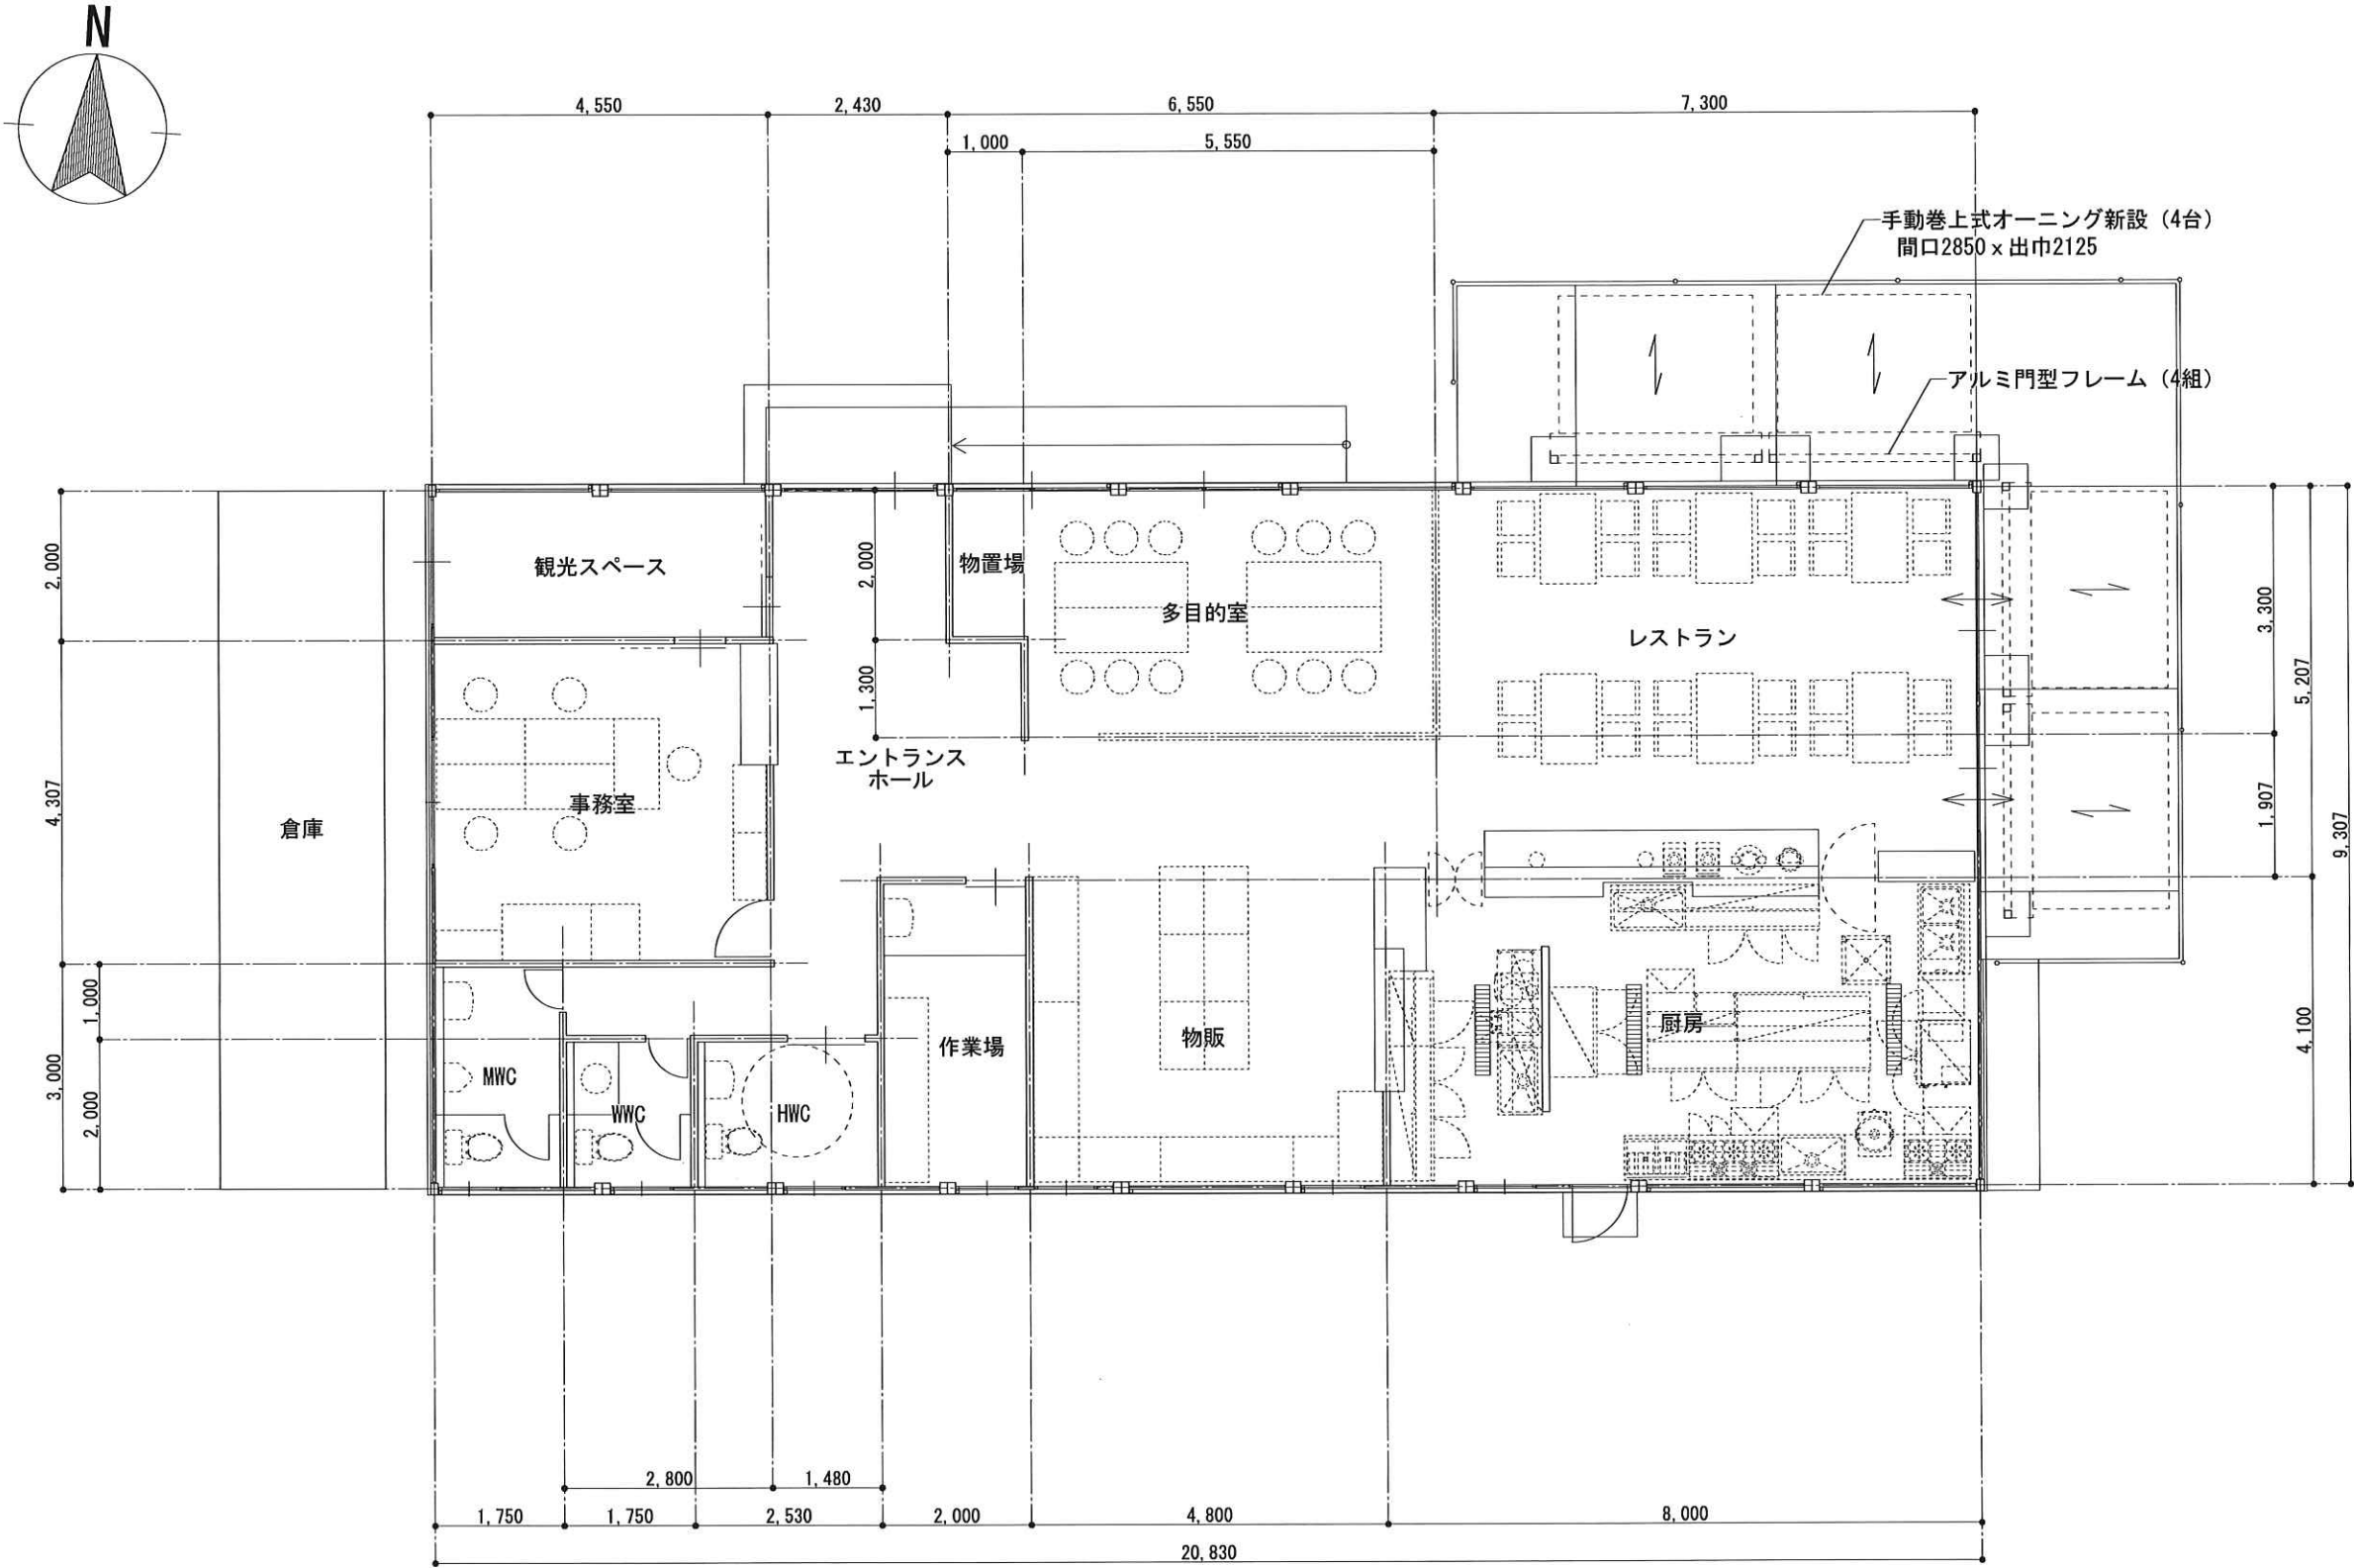 N
4,550
2,430
6,550
7,300
1,000
5,550
手動巻上式オーニング新設（4台）
間口2850ｘ出巾2125
アルミ門型フレーム（4組）
2,000
4,307
3,000
1,000
2,000
2,000
1,300
3,300
1,907
5,207
4,100
9,307
観光スペース
物置場
多目的室
レストラン
エントランス
ホール
事務室
倉庫
MWC
WWC
HWC
作業場
物販
厨房
2,800
1,480
1,750
1,750
2,530
2,000
4,800
8,000
20,830